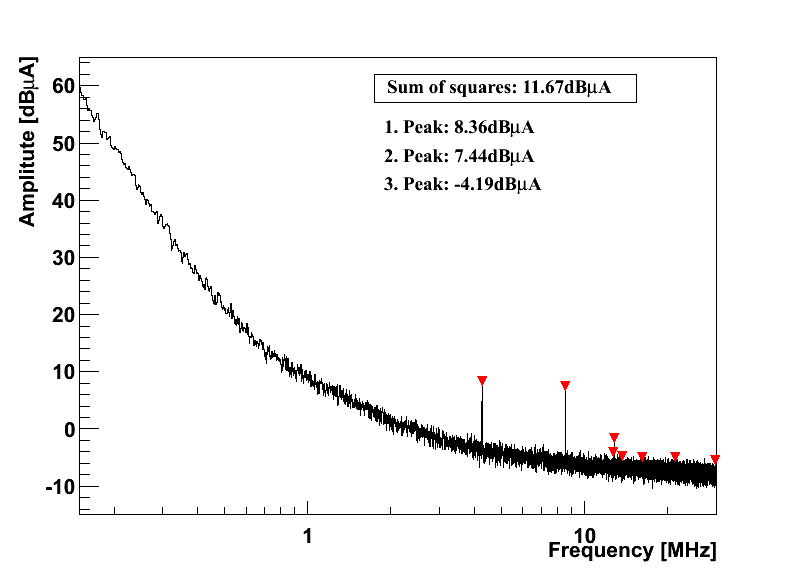 Sum of squares: 11.67dBμA
1. Peak: 8.36dBμA
2. Peak: 7.44dBμA
3. Peak: -4.19dBμA
Amplitute [dBμA]
60
50
40
30
20
10
0
-10
1
10
Frequency [MHz]